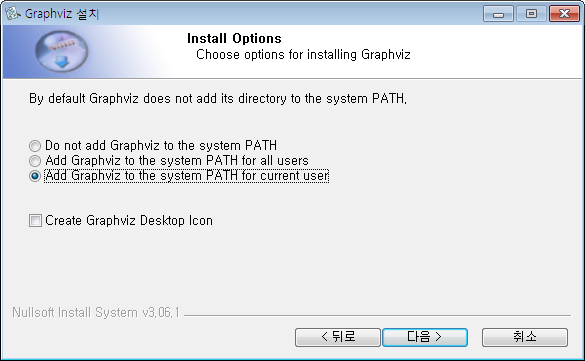 Graphviz 설치
Install Options
Choose options for installing Graphviz
By default Graphviz does not add its directory to the system PATH.
Do not add Graphviz to the system PATH
Add Graphviz to the system PATH for all users
Add Graphviz to the system PATH for current user
Create Graphviz Desktop Icon
Nullsoft Install System v3.06.1
< 뒤로 다음 > 취소